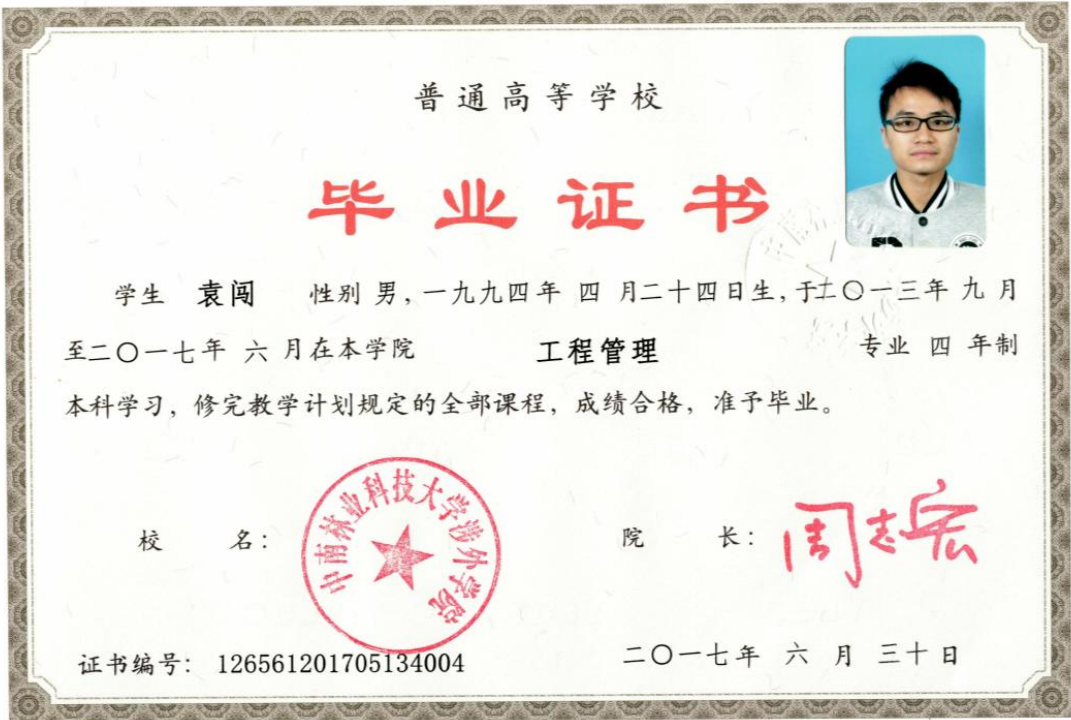 普通高等学校
毕业证书
学生 袁闯 性别 男，一九九四年 四 月二十四日生，于二〇一三年 九 月
至二〇一七年 六 月在本学院 工程管理 专业 四 年制
本科学习，修完教学计划规定的全部课程，成绩合格，准予毕业。
校 名：
中南林业科技大学涉外学院
院 长：
周志宏
证书编号： 126561201705134004
二〇一七年 六 月 三十日